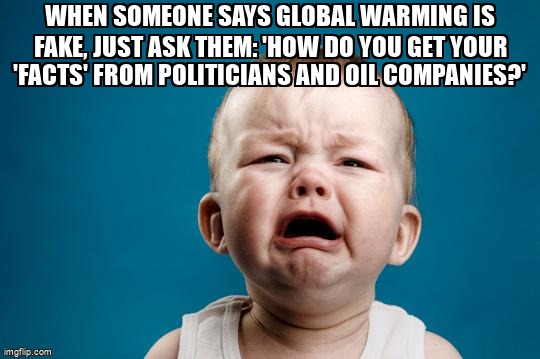 WHEN SOMEONE SAYS GLOBAL WARMING IS
FAKE, JUST ASK THEM: 'HOW DO YOU GET YOUR
'FACTS' FROM POLITICIANS AND OIL COMPANIES?'
imgflip.com